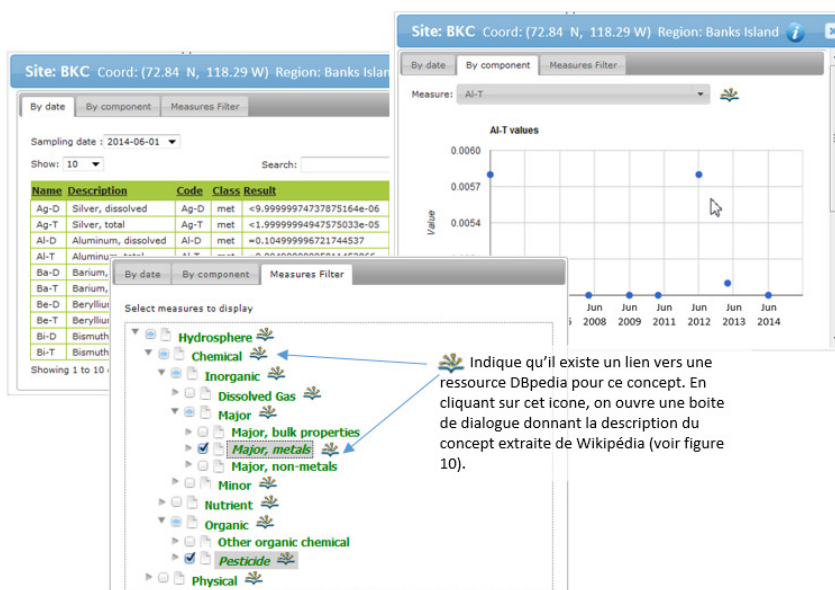 Site: BKC Coord: (72.84 N, 118.29 W) Region: Banks Islan
By date By component Measures Filter
Sampling date : 2014-06-01
Show: 10 Search:
Name Description Code Class Result
Ag-D Silver, dissolved Ag-D met <9.99999974737875164e-06
Ag-T Silver, total Ag-T met <1.99999994947575033e-05
Al-D Aluminum, dissolved Al-D met =0.104999996721744537
Al-T Aluminum, total Al-T met
Ba-D Barium,
Ba-T Barium,
Be-D Berylliu
Be-T Berylliu
Bi-D Bismuth
Bi-T Bismuth
Showing 1 to 10
Site: BKC Coord: (72.84 N, 118.29 W) Region: Banks Island
By date By component Measures Filter
Measure: Al-T
Al-T values
0.0060
0.0057
0.0054
Value
Jun Jun Jun Jun Jun Jun
2008 2009 2011 2012 2013 2014
By date By component Measures Filter
Select measures to display
Hydrosphere
Chemical
Inorganic
Dissolved Gas
Major
Major, bulk properties
Major, metals
Major, non-metals
Minor
Nutrient
Organic
Other organic chemical
Pesticide
Physical
Indique qu'il existe un lien vers une
ressource DBpedia pour ce concept. En
cliquant sur cet icone, on ouvre une boite
de dialogue donnant la description du
concept extraite de Wikipédia (voir figure
10).